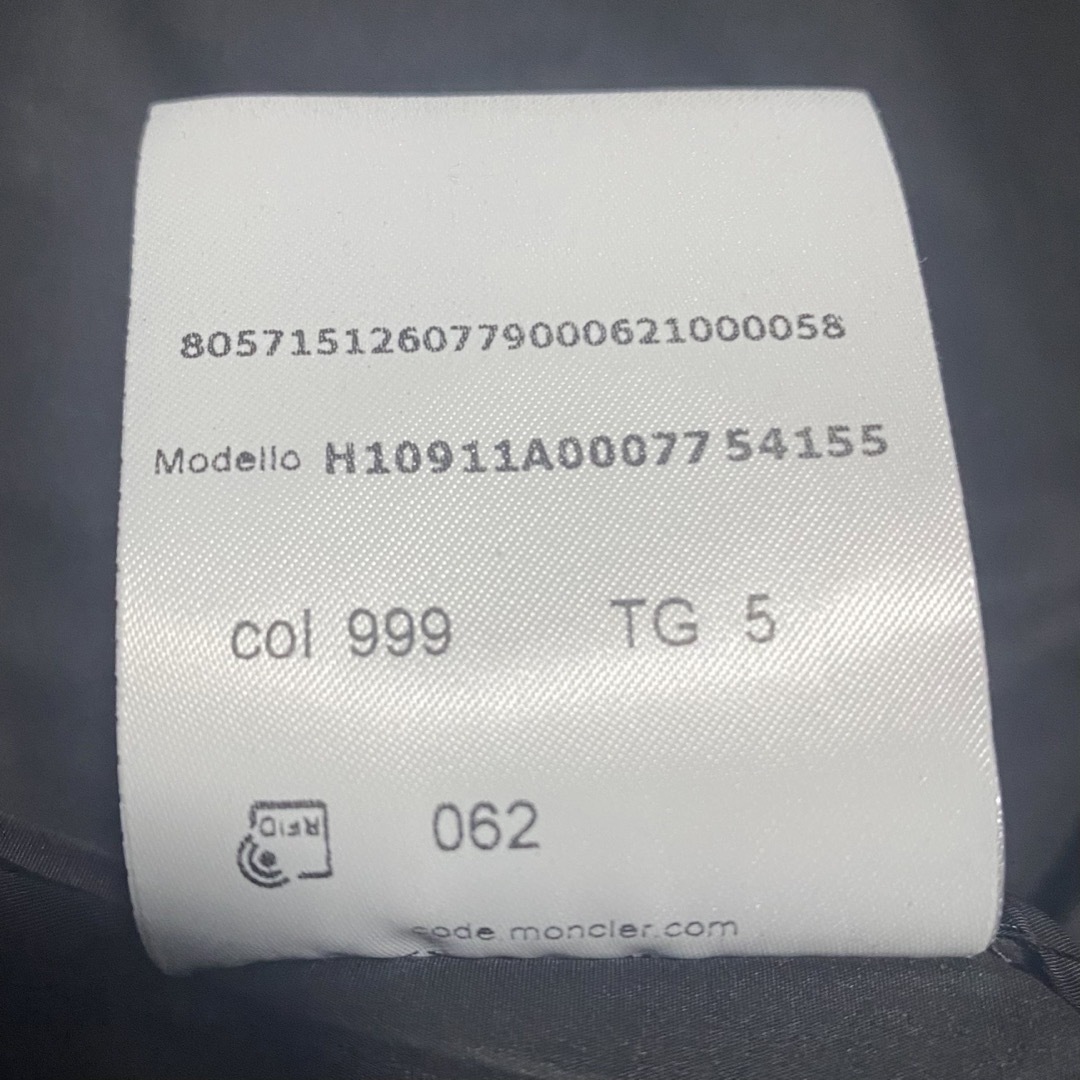 8057151260779000621000058
Modello H10911A00077 54155
col 999 TG 5
RFID 062
code.moncler.com